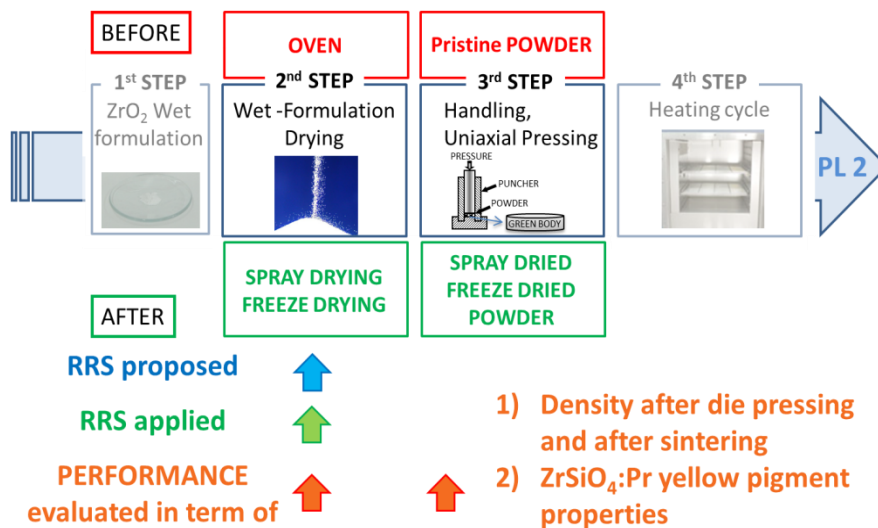 BEFORE
OVEN
Pristine POWDER
1st STEP
ZrO2 Wet
formulation
2nd STEP
Wet -Formulation
Drying
3rd STEP
Handling,
Uniaxial Pressing
PRESSURE
PUNCHER
POWDER
GREEN BODY
4th STEP
Heating cycle
PL 2
SPRAY DRYING
FREEZE DRYING
SPRAY DRIED
FREEZE DRIED
POWDER
AFTER
RRS proposed
RRS applied
PERFORMANCE
evaluated in term of
1) Density after die pressing
and after sintering
2) ZrSiO4:Pr yellow pigment
properties